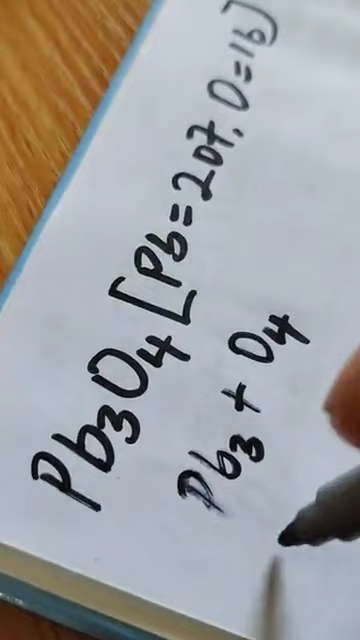 Pb₃O₄ [Pb=207, O=16]
Pb₃ + O₄